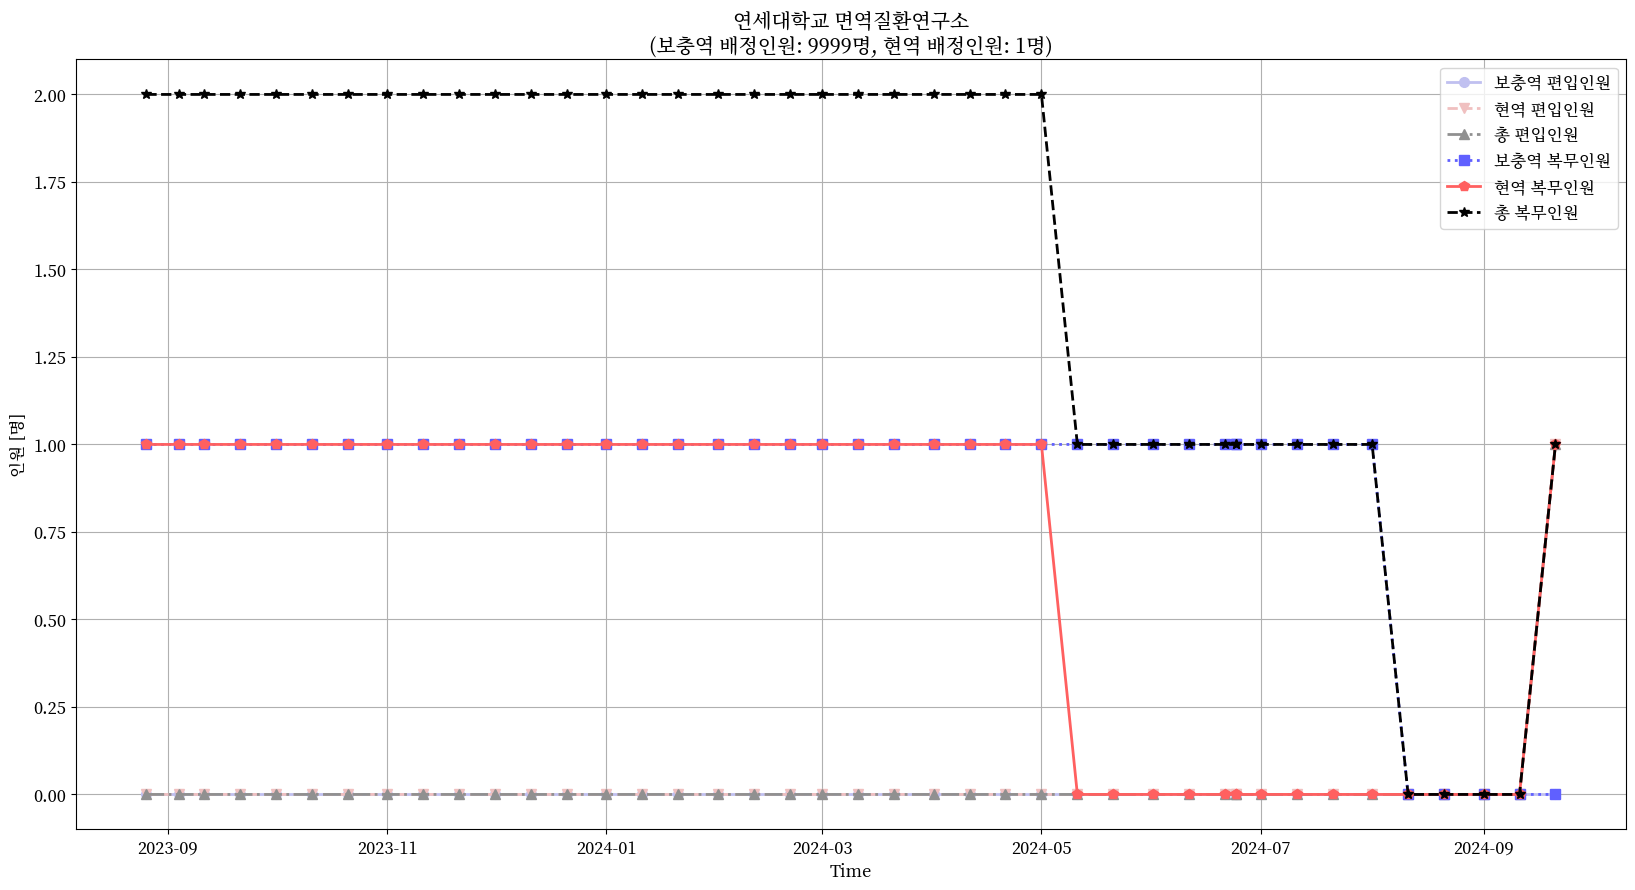 연세대학교 면역질환연구소
(보충역 배정인원: 9999명, 현역 배정인원: 1명)
보충역 편입인원
현역 편입인원
총 편입인원
보충역 복무인원
현역 복무인원
총 복무인원
2.00
1.75
1.50
1.25
1.00
0.75
0.50
0.25
0.00
인원 [명]
2023-09
2023-11
2024-01
2024-03
2024-05
2024-07
2024-09
Time